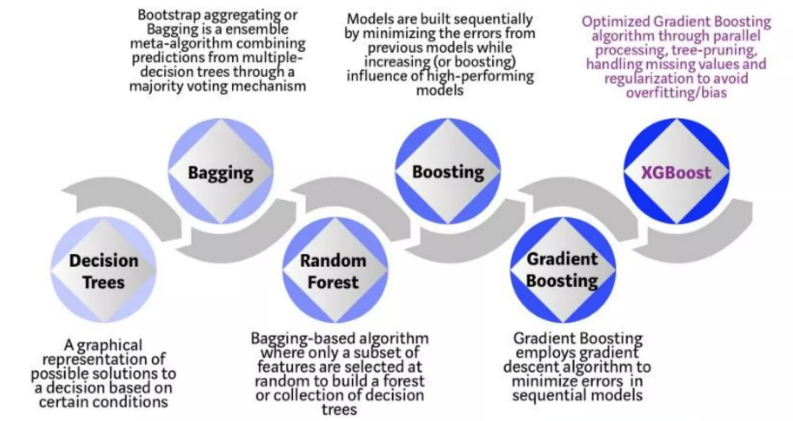 Bootstrap aggregating or
Bagging is a ensemble
meta-algorithm combining
predictions from multiple-
decision trees through a
majority voting mechanism
Models are built sequentially
by minimizing the errors from
previous models while
increasing (or boosting)
influence of high-performing
models
Optimized Gradient Boosting
algorithm through parallel
processing, tree-pruning,
handling missing values and
regularization to avoid
overfitting/bias
Bagging
Boosting
XGBoost
Decision
Trees
Random
Forest
Gradient
Boosting
A graphical
representation of
possible solutions to
a decision based on
certain conditions
Bagging-based algorithm
where only a subset of
features are selected at
random to build a forest
or collection of decision
trees
Gradient Boosting
employs gradient
descent algorithm to
minimize errors in
sequential models